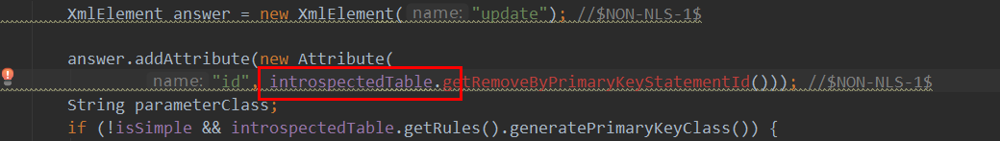 XmlElement answer = new XmlElement( name: "update"); //$NON-NLS-1$
answer.addAttribute(new Attribute(
name: "id", introspectedTable.getRemoveByPrimaryKeyStatementId())); //$NON-NLS-1$
String parameterClass;
if (!isSimple && introspectedTable.getRules().generatePrimaryKeyClass()) {